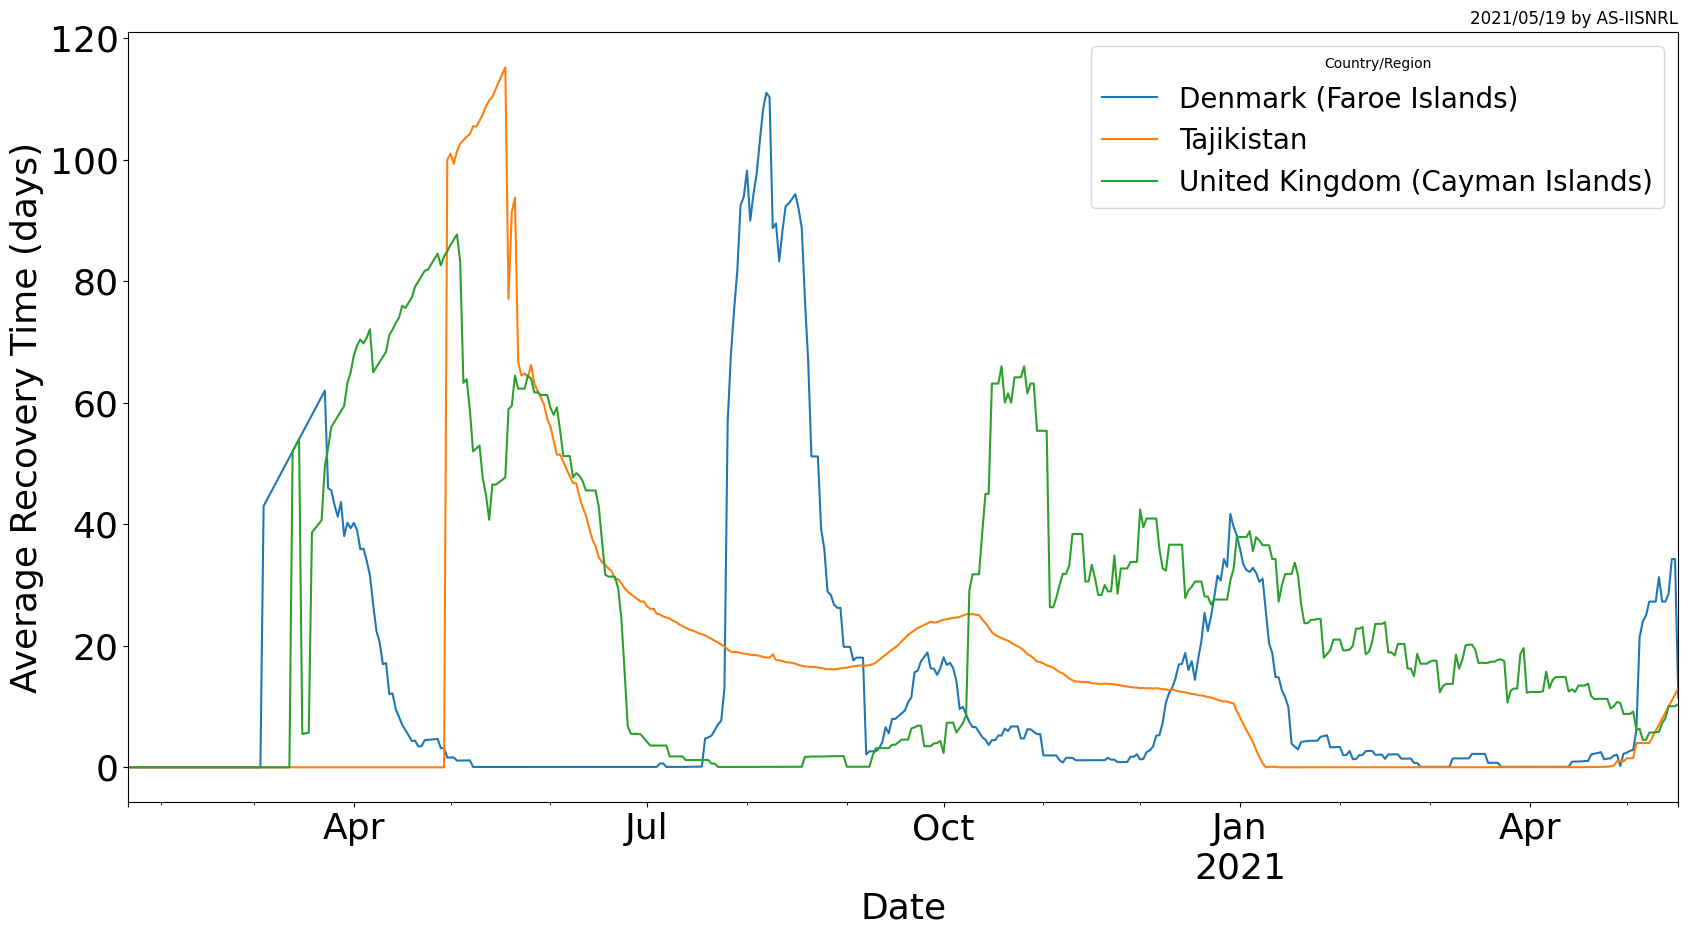 2021/05/19 by AS-IISNRL
Country/Region
Denmark (Faroe Islands)
Tajikistan
United Kingdom (Cayman Islands)
Average Recovery Time (days)
120
100
80
60
40
20
0
Apr
Jul
Oct
Jan
2021
Apr
Date